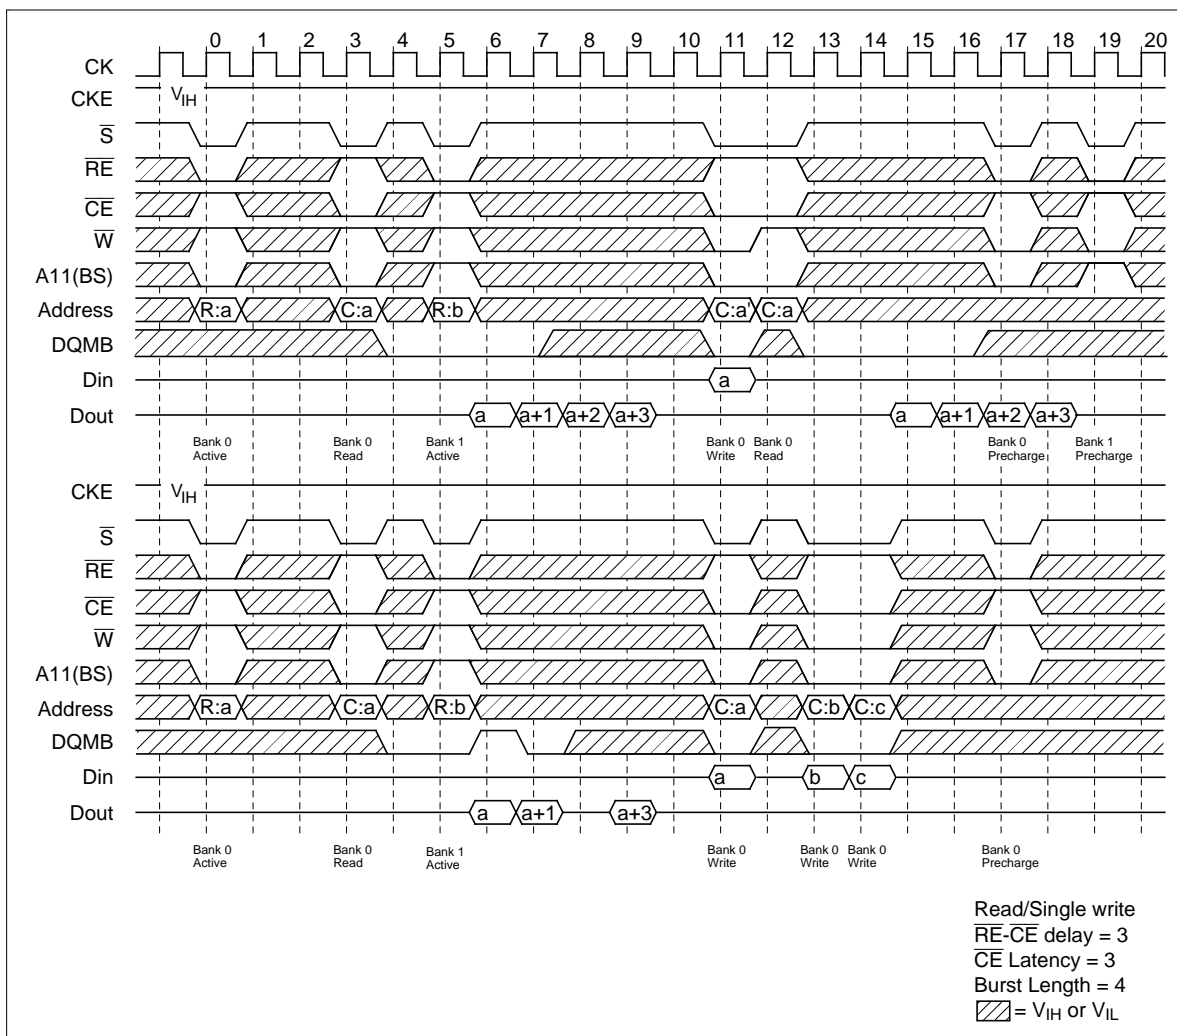 0 1 2 3 4 5 6 7 8 9 10 11 12 13 14 15 16 17 18 19 20
CK
CKE VIH
S
RE
CE
W
A11(BS)
Address R:a C:a R:b C:a' C:a
DQMB
Din a
Dout a a+1 a+2 a+3 a a+1 a+2 a+3
Bank 0 Bank 0 Bank 1 Bank 0 Bank 0 Bank 0 Bank 1
Active Read Active Write Read Precharge Precharge
CKE VIH
S
RE
CE
W
A11(BS)
Address R:a C:a R:b C:a C:b C:c
DQMB
Din a b c
Dout a a+1 a+3
Bank 0 Bank 0 Bank 1 Bank 0 Bank 0 Bank 0 Bank 0
Active Read Active Write Write Write Precharge
Read/Single write
RE-CE delay = 3
CE Latency = 3
Burst Length = 4
= VIH or VIL